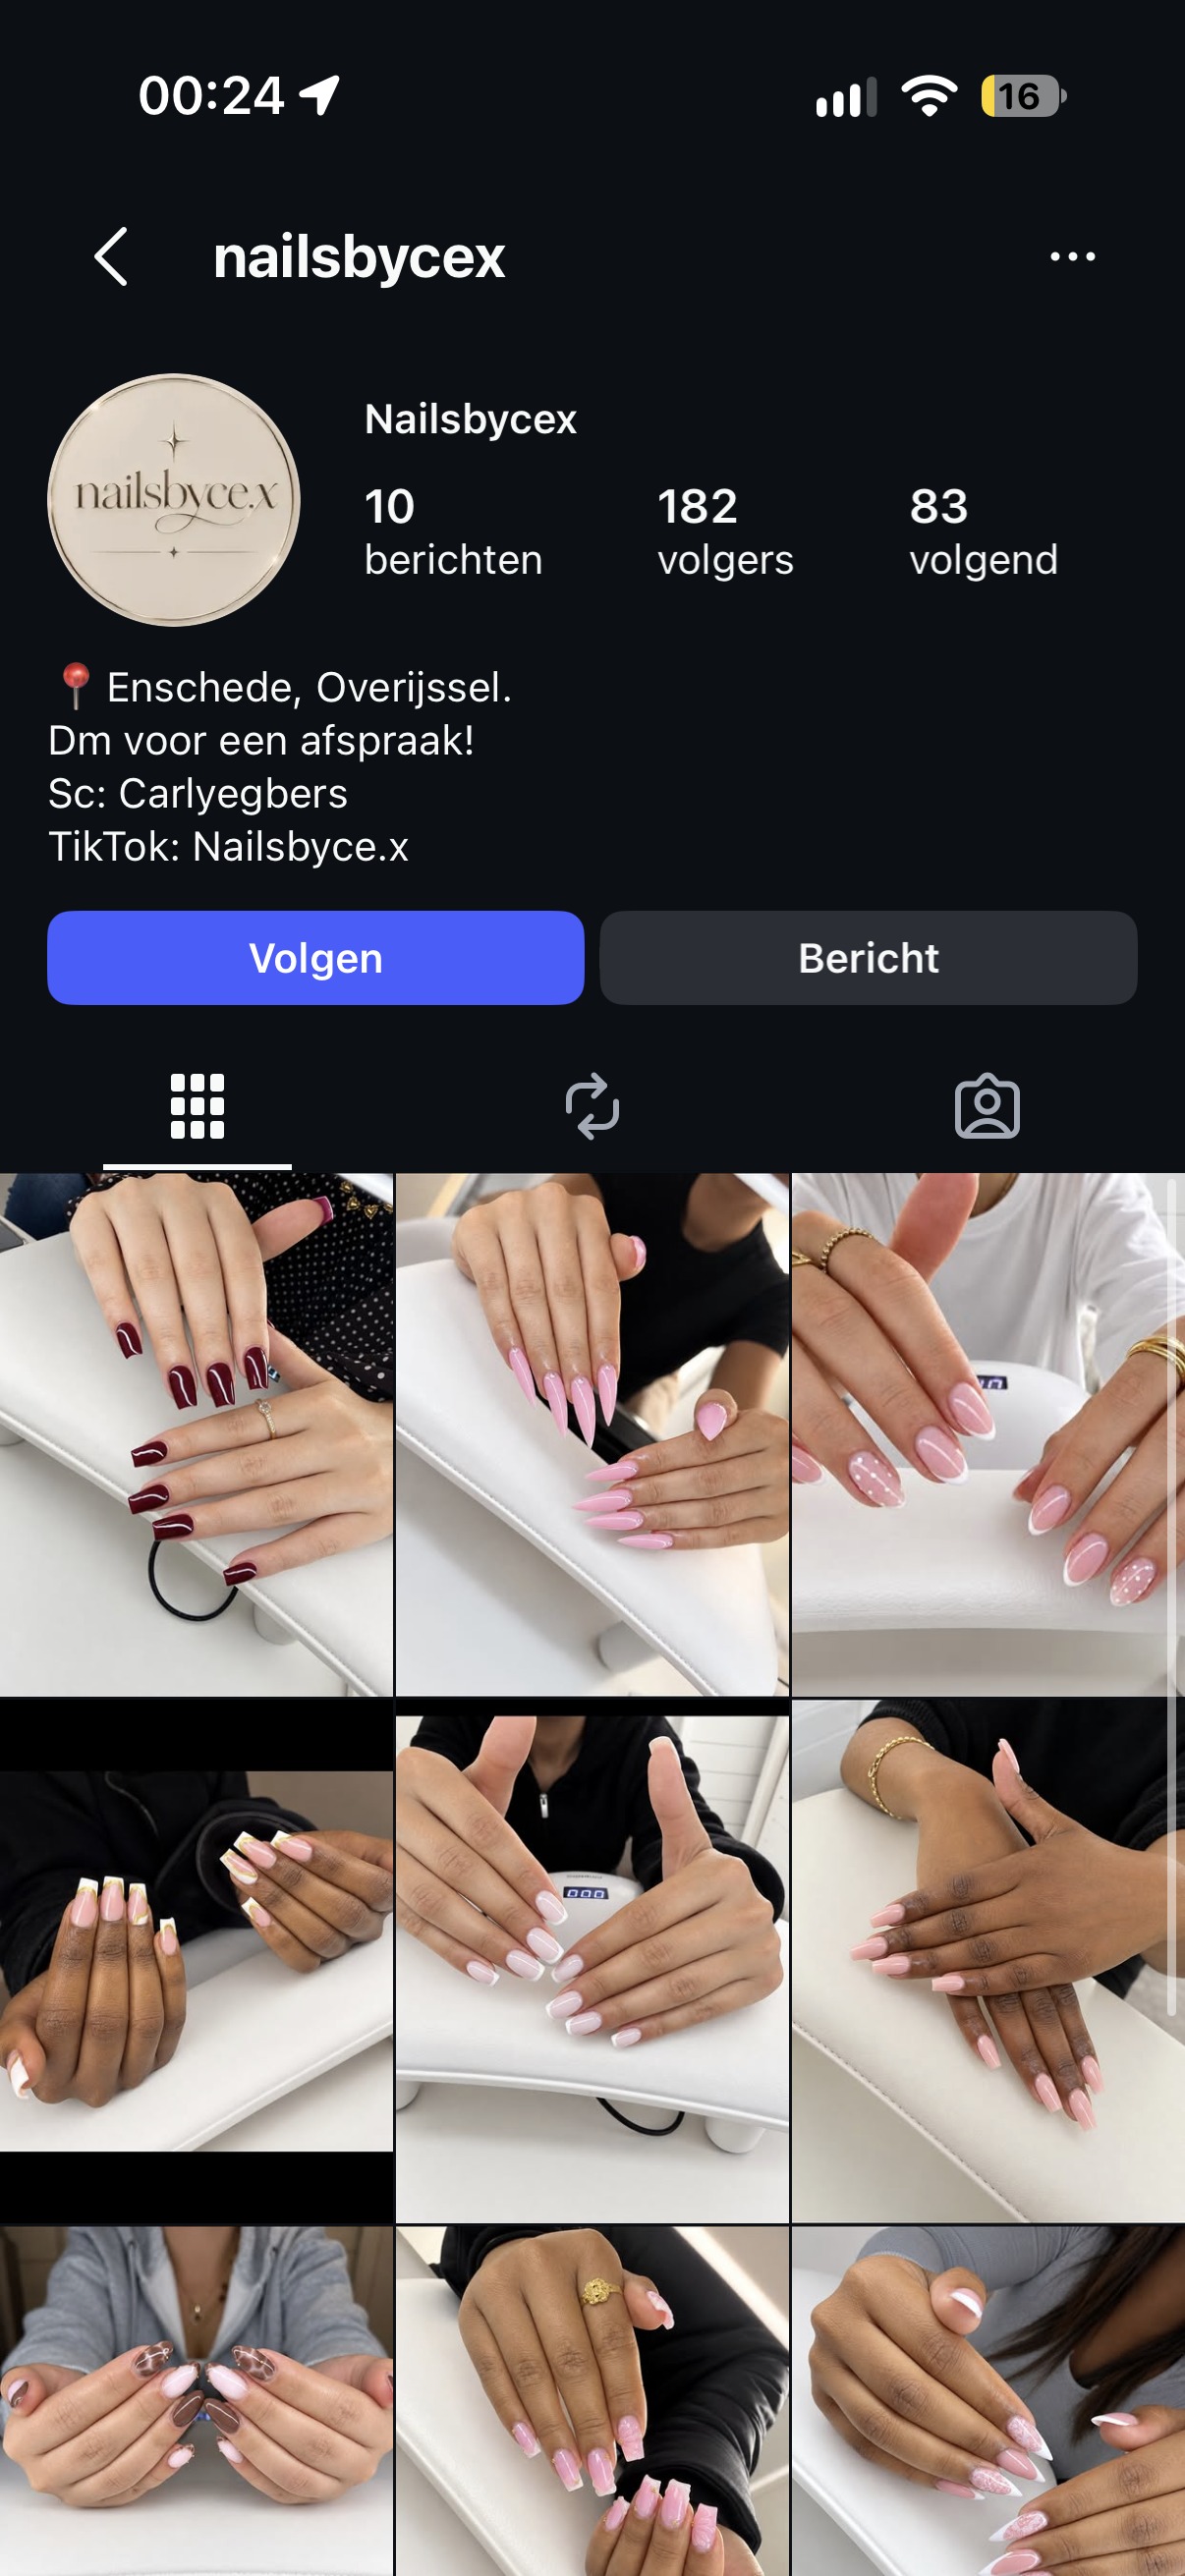 00:24
16
nailsbycex
nailsbyce.x
Nailsbycex
10 berichten
182 volgers
83 volgend
📍 Enschede, Overijssel.
Dm voor een afspraak!
Sc: Carlyegbers
TikTok: Nailsbyce.x
Volgen
Bericht
000